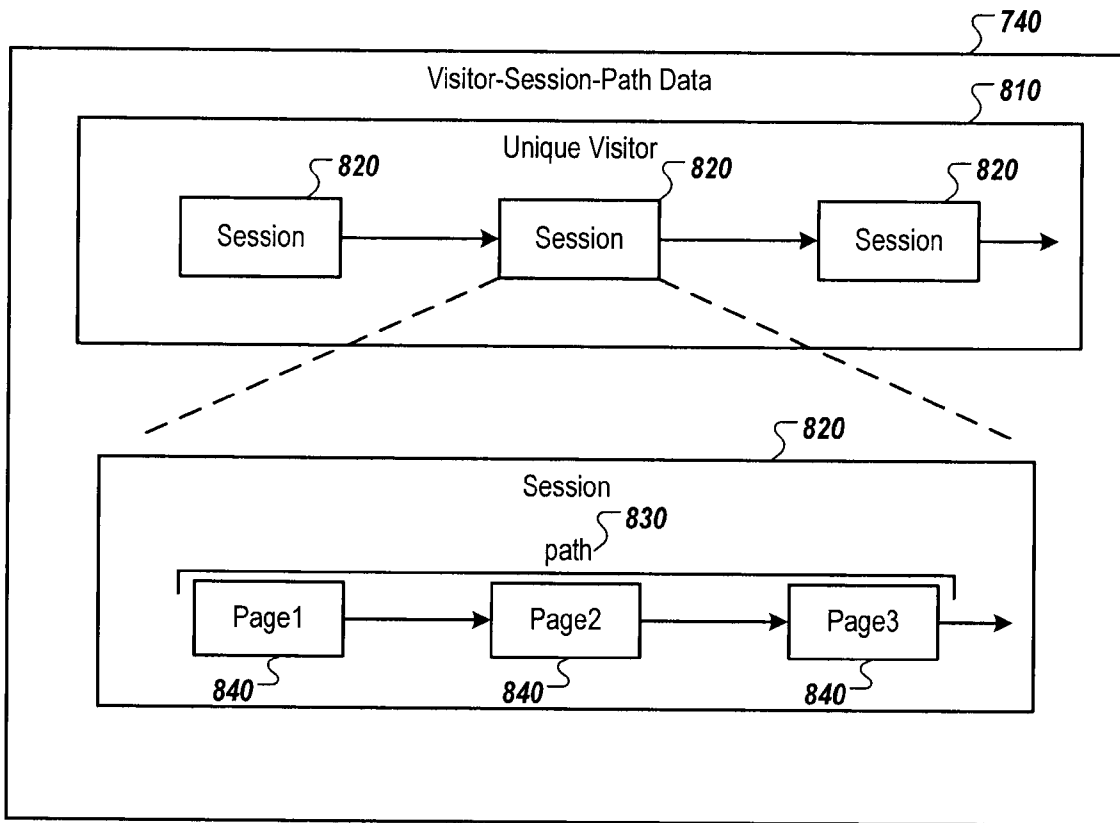 740
Visitor-Session-Path Data
810
Unique Visitor
820 820 820
Session Session Session
820
Session
830
path
Page1 Page2 Page3
840 840 840